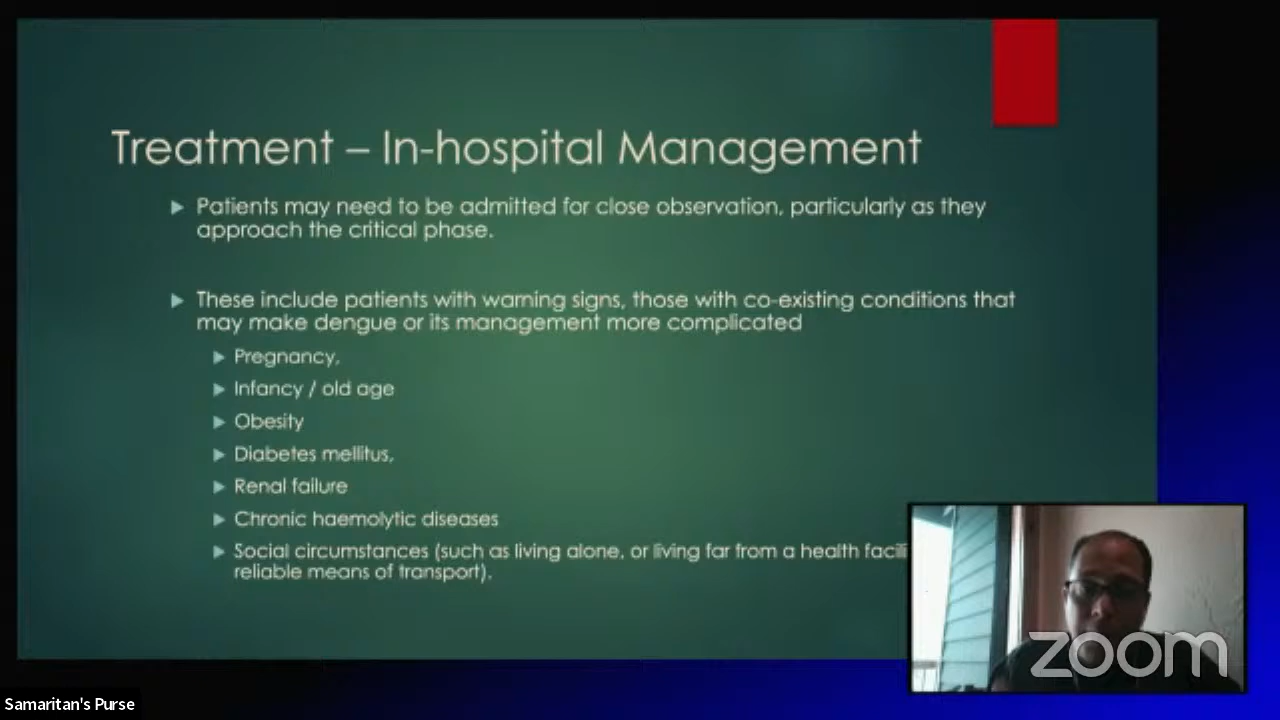 Treatment – In-hospital Management
Patients may need to be admitted for close observation, particularly as they
approach the critical phase.
These include patients with warning signs, those with co-existing conditions that
may make dengue or its management more complicated
Pregnancy,
Infancy / old age
Obesity
Diabetes mellitus,
Renal failure
Chronic haemolytic diseases
Social circumstances (such as living alone, or living far from a health
reliable means of transport).
zoom
Samaritan's Purse